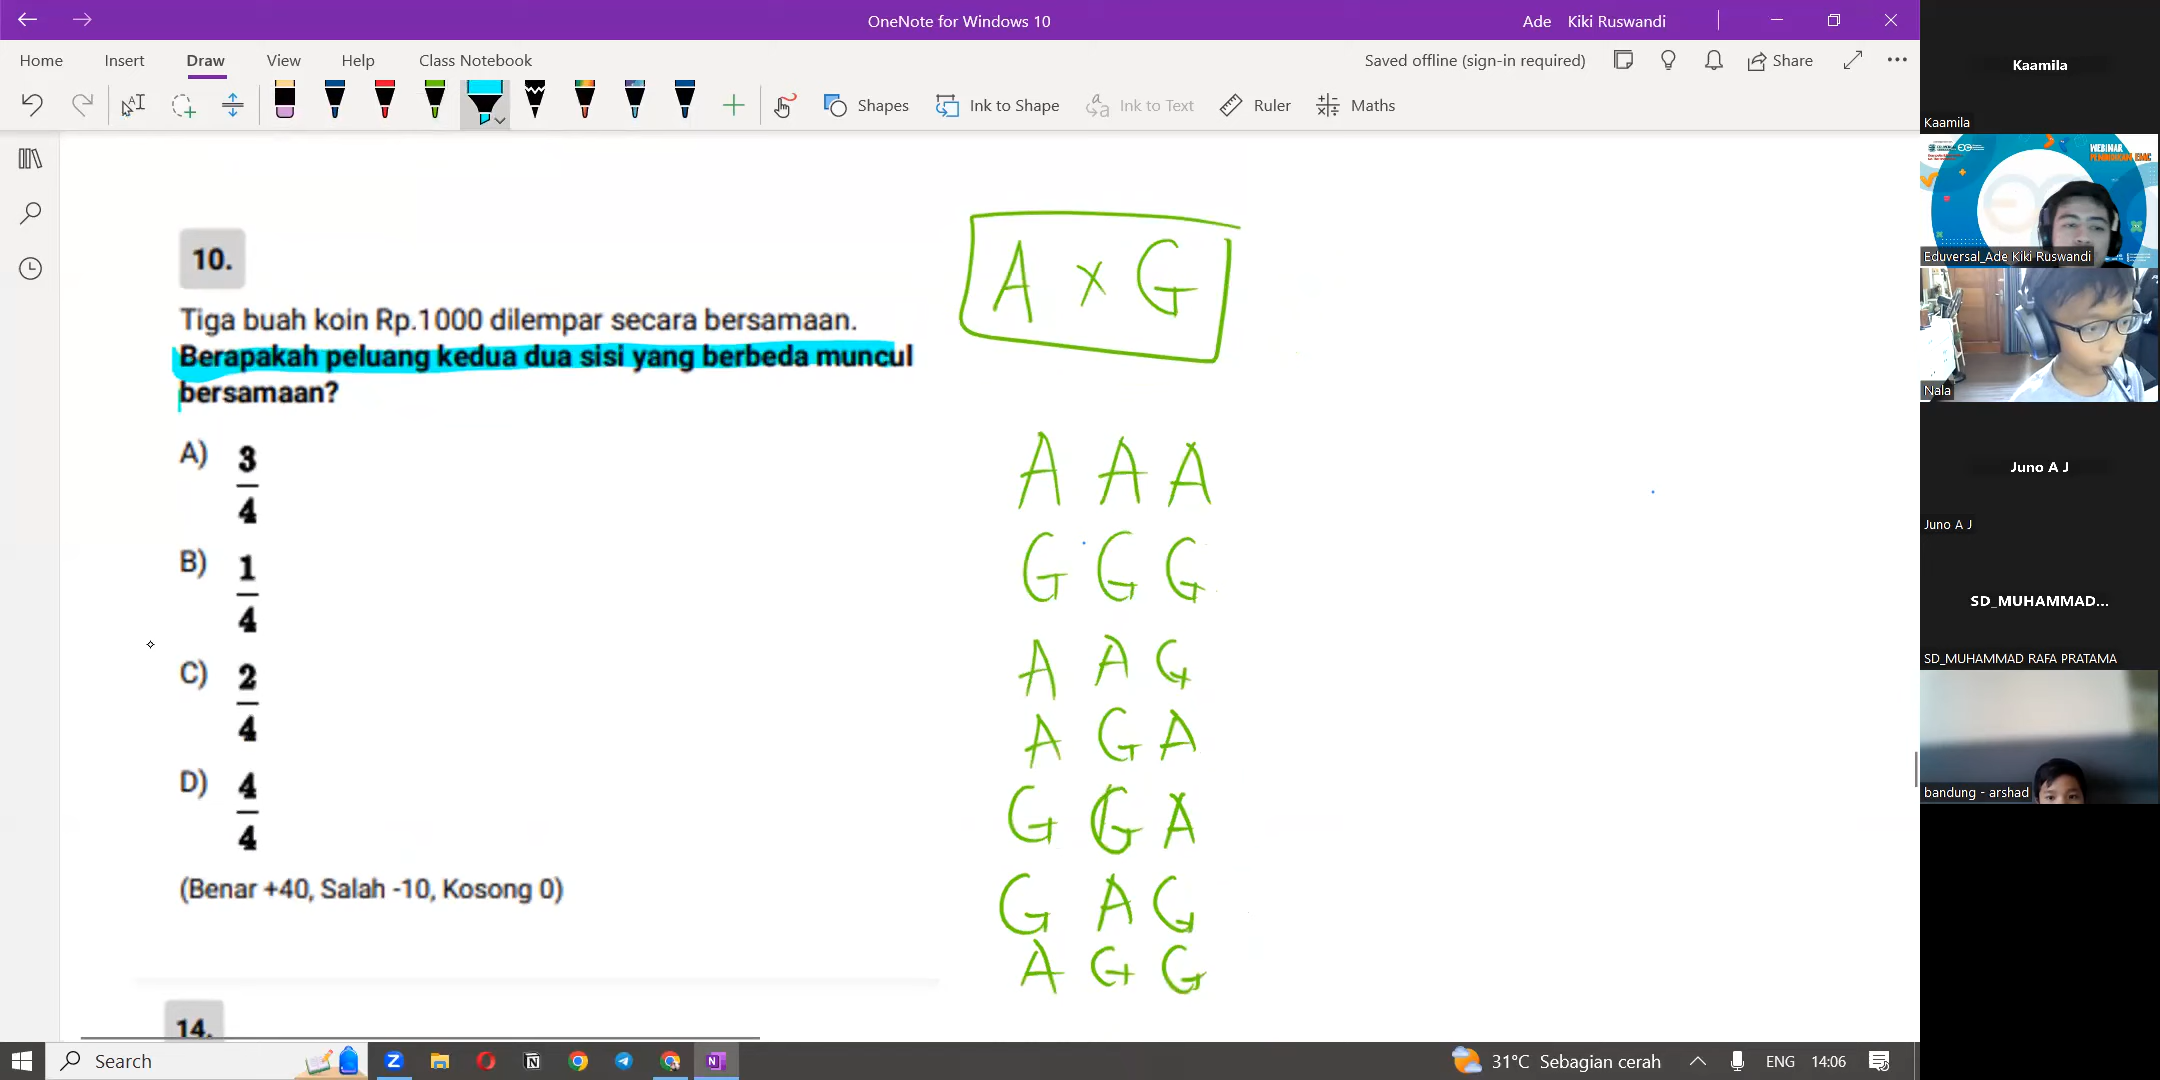 OneNote for Windows 10
Ade Kiki Ruswandi
Home Insert Draw View Help Class Notebook
Saved offline (sign-in required) Share
Shapes Ink to Shape Ink to Text Ruler Maths
10.
Tiga buah koin Rp.1000 dilempar secara bersamaan.
Berapakah peluang kedua dua sisi yang berbeda muncul
bersamaan?
A) 3/4
B) 1/4
C) 2/4
D) 4/4
(Benar +40, Salah -10, Kosong 0)
14.
A x G
A A A
G G G
A A G
A G A
G G A
G A G
A G G
Kaamila
Kaamila
WEBINAR
PENDIDIKAN EMC
Eduversal_Ade Kiki Ruswandi
Nala
Juno A J
Juno A J
SD_MUHAMMAD...
SD_MUHAMMAD RAFA PRATAMA
bandung - arshad
Search
31°C Sebagian cerah ENG 14:06